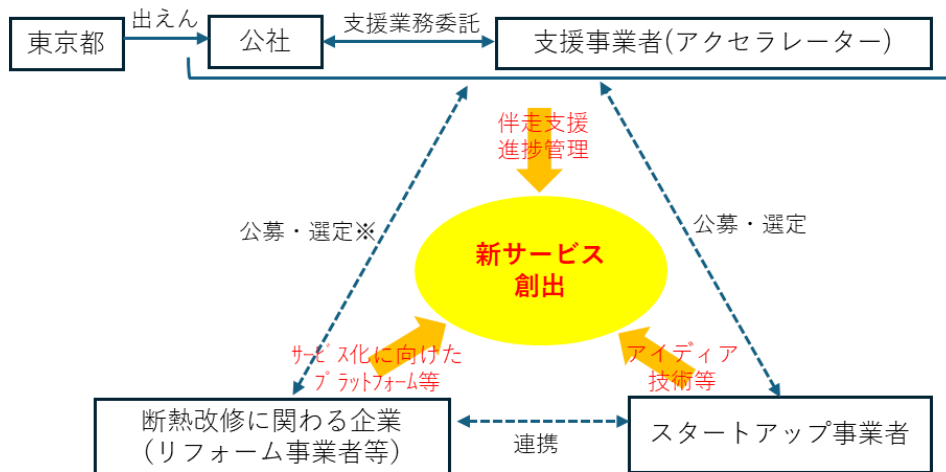 東京都
出えん
公社
支援業務委託
支援事業者(アクセラレーター)
伴走支援
進捗管理
公募・選定※
公募・選定
新サービス
創出
ｻｰﾋﾞｽ化に向けた
ﾌﾟﾗｯﾄﾌｫｰﾑ等
アイディア
技術等
断熱改修に関わる企業
(リフォーム事業者等)
連携
スタートアップ事業者